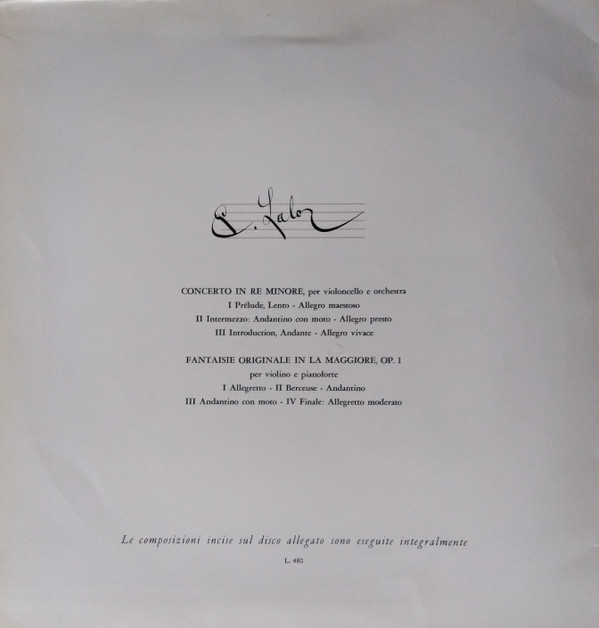 E. Lalo
CONCERTO IN RE MINORE, per violoncello e orchestra
I Prélude, Lento - Allegro maestoso
II Intermezzo: Andantino con moto - Allegro presto
III Introduction, Andante - Allegro vivace
FANTAISIE ORIGINALE IN LA MAGGIORE, OP. 1
per violino e pianoforte
I Allegretto - II Berceuse - Andantino
III Andantino con moto - IV Finale: Allegretto moderato
Le composizioni incise sul disco allegato sono eseguite integralmente
L. 480